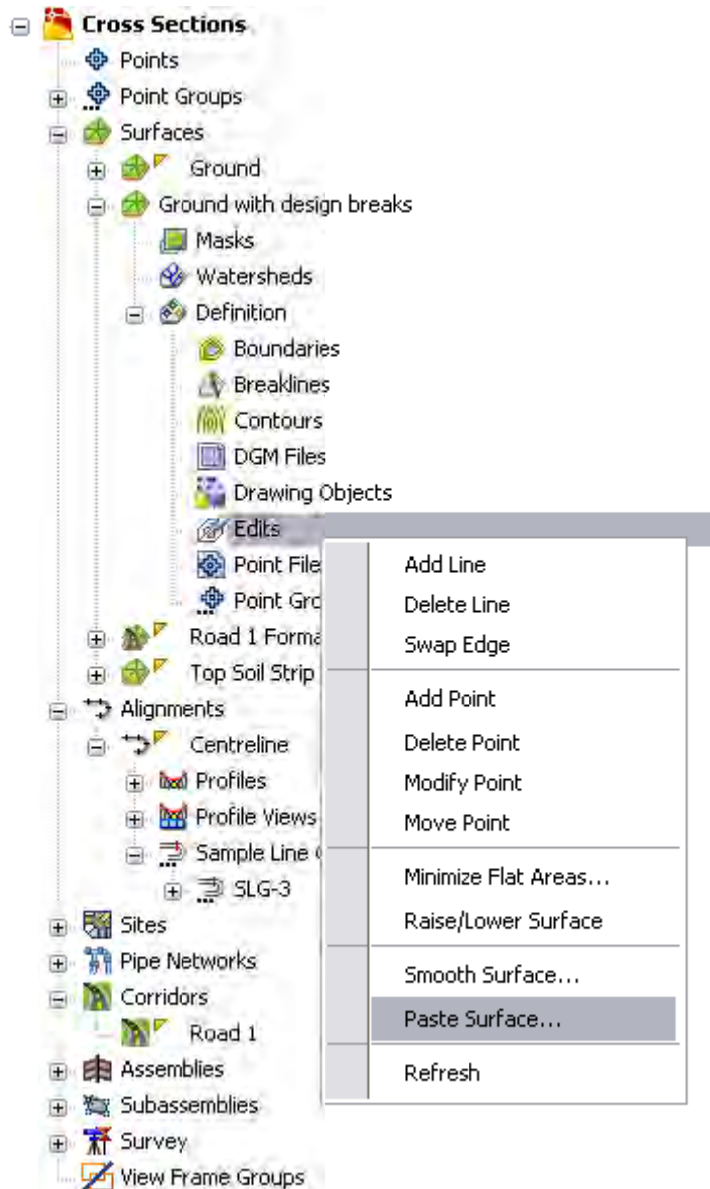 Cross Sections
Points
Point Groups
Surfaces
Ground
Ground with design breaks
Masks
Watersheds
Definition
Boundaries
Breaklines
Contours
DGM Files
Drawing Objects
Edits
Point File
Point Gro
Road 1 Forma
Top Soil Strip
Alignments
Centreline
Profiles
Profile Views
Sample Line
SLG-3
Sites
Pipe Networks
Corridors
Road 1
Assemblies
Subassemblies
Survey
View Frame Groups
Add Line
Delete Line
Swap Edge
Add Point
Delete Point
Modify Point
Move Point
Minimize Flat Areas...
Raise/Lower Surface
Smooth Surface...
Paste Surface...
Refresh